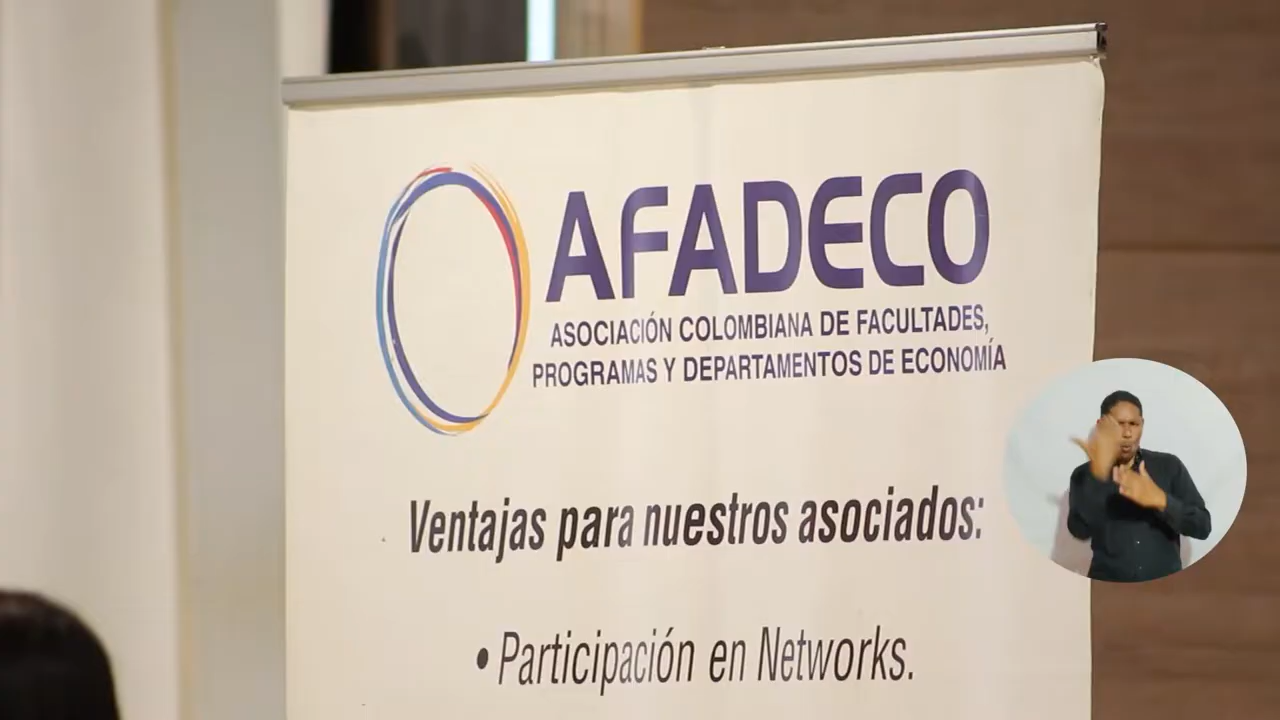 AFADECO
ASOCIACIÓN COLOMBIANA DE FACULTADES,
PROGRAMAS Y DEPARTAMENTOS DE ECONOMÍA
Ventajas para nuestros asociados:
• Participación en Networks.